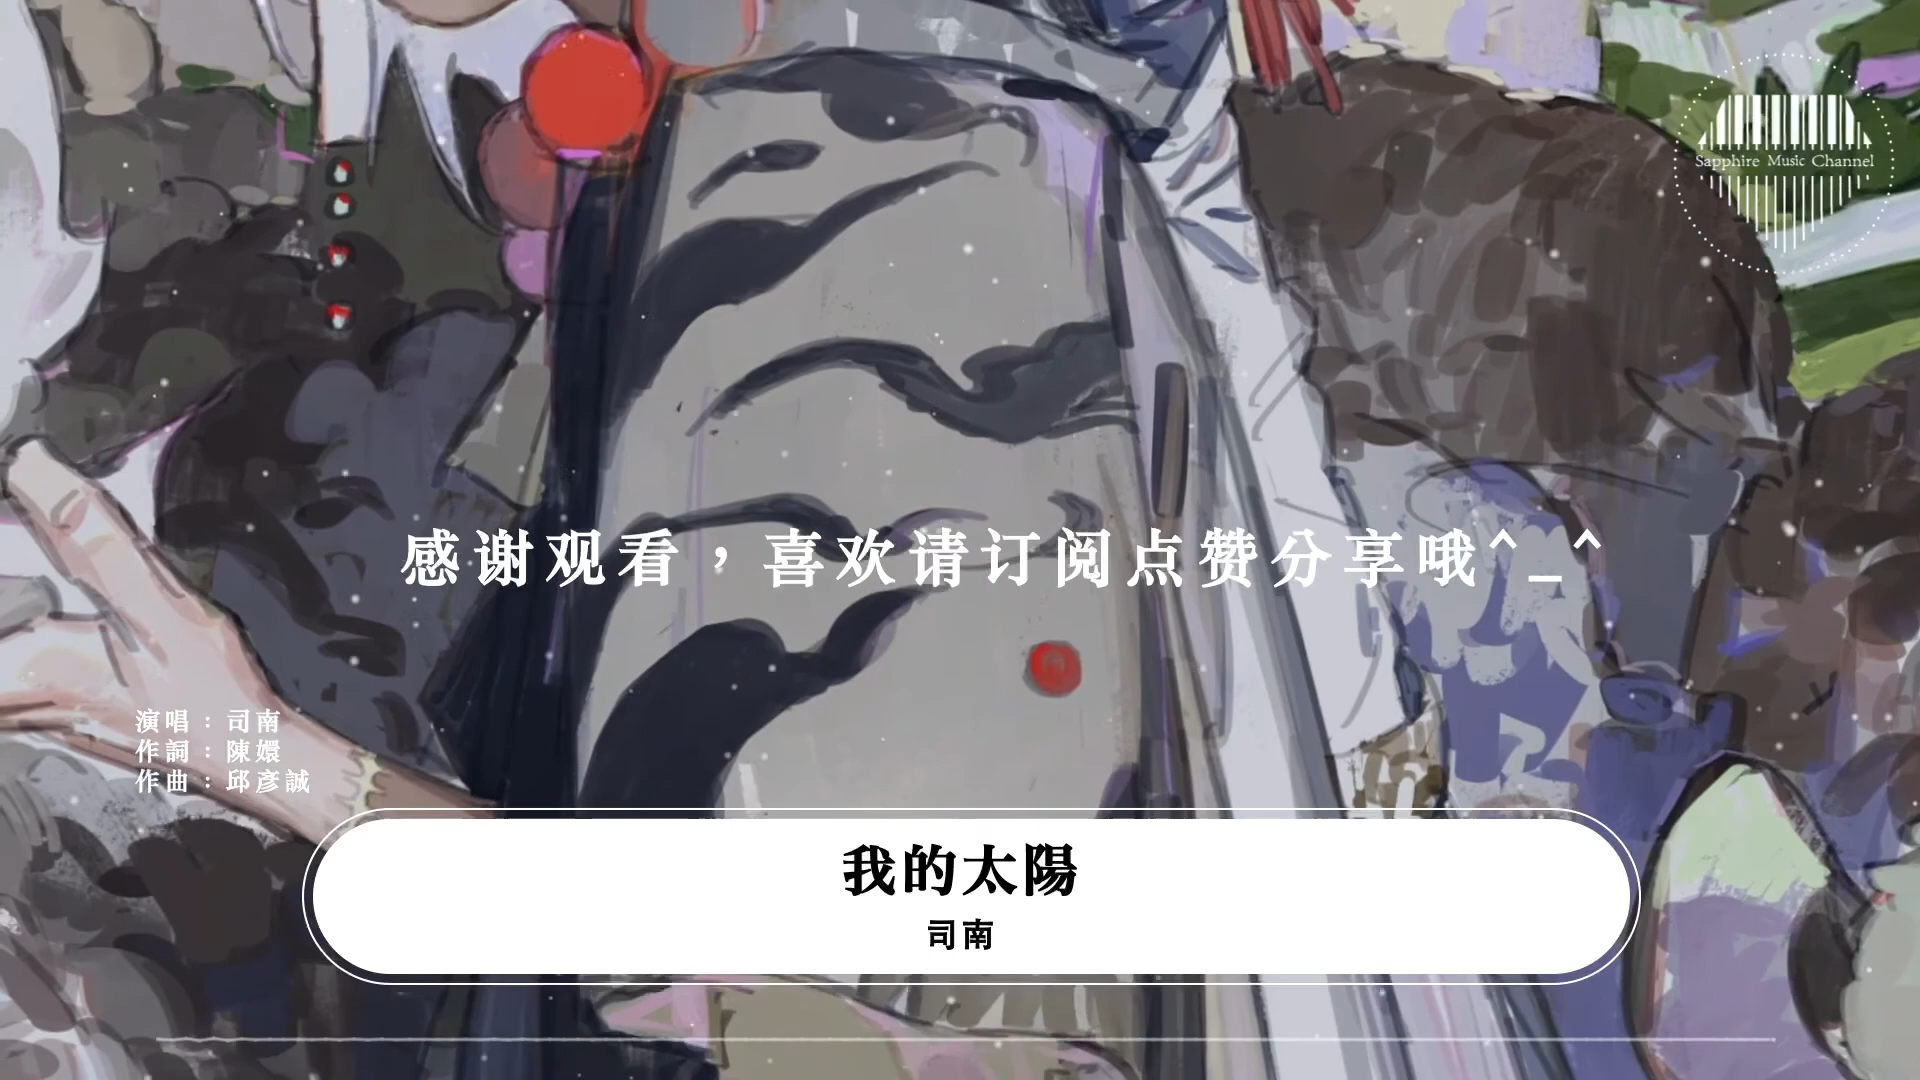 Sapphire Music Channel
感谢观看，喜欢请订阅点赞分享哦^_^
演唱：司南
作詞：陳嬛
作曲：邱彥誠
我的太陽
司南